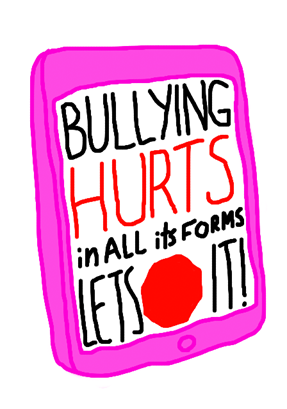 BULLYING
HURTS
in ALL its FORMS
LETS IT!